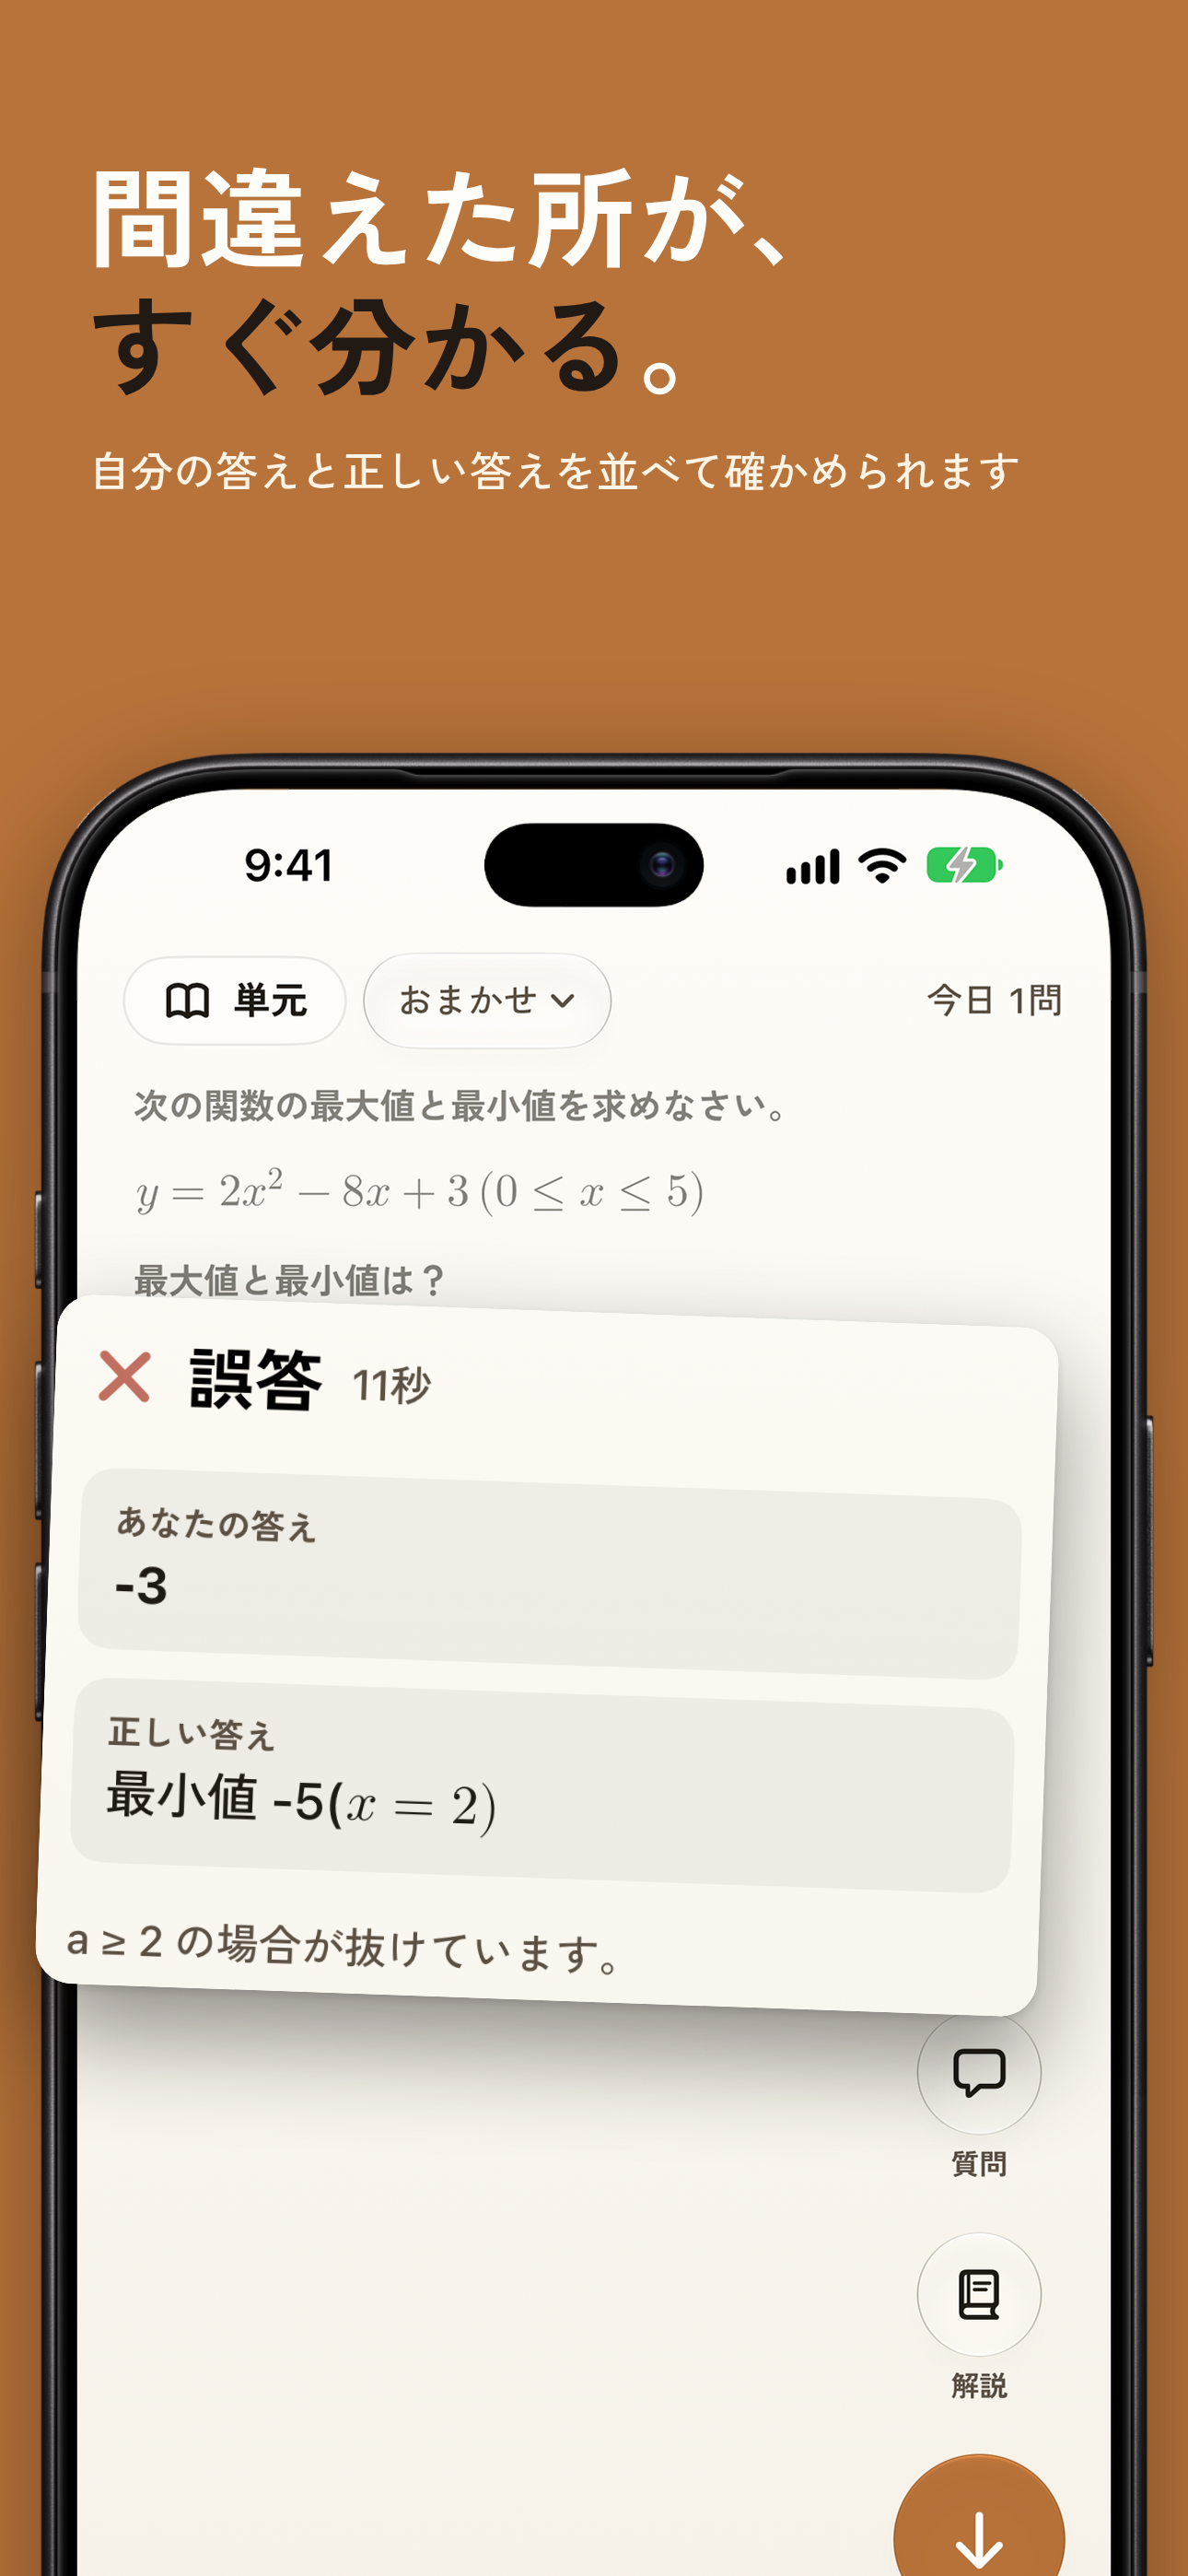 間違えた所が、
すぐ分かる。
自分の答えと正しい答えを並べて確かめられます
9:41
単元
おまかせ
今日 1問
次の関数の最大値と最小値を求めなさい。
y = 2x² − 8x + 3 (0 ≤ x ≤ 5)
最大値と最小値は？
誤答 11秒
あなたの答え
-3
正しい答え
最小値 -5(x = 2)
a ≥ 2 の場合が抜けています。
質問
解説